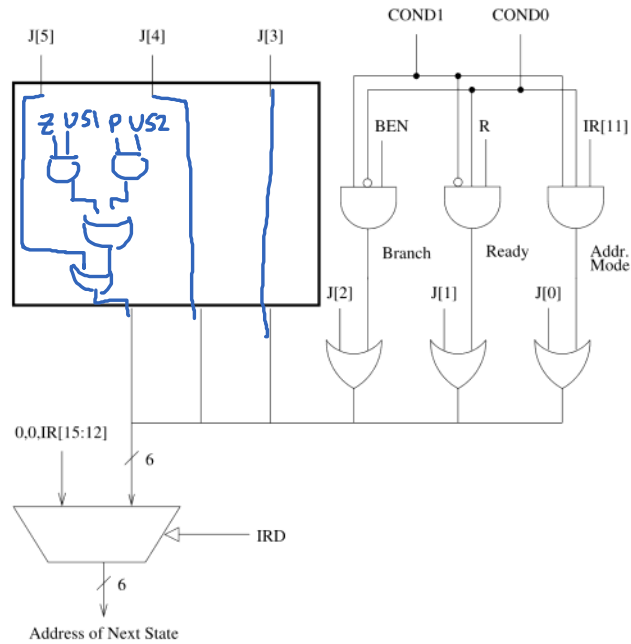 COND1 COND0
J[5] J[4] J[3]
Z US1 P US2
BEN R IR[11]
Branch Ready Addr.
Mode
J[2] J[1] J[0]
0,0,IR[15:12]
6
IRD
6
Address of Next State